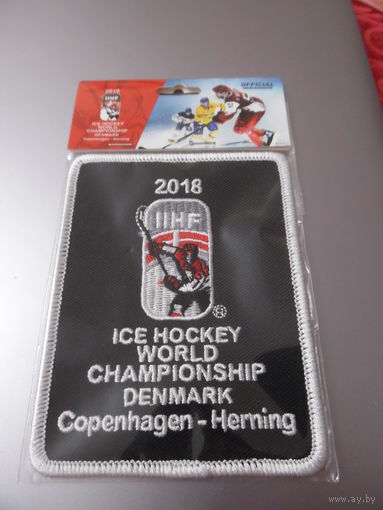 2018
IIHF
ICE HOCKEY
WORLD
CHAMPIONSHIP
DENMARK
Copenhagen - Herning
OFFICIAL
2018
IIHF
®
ICE HOCKEY
WORLD
CHAMPIONSHIP
DENMARK
Copenhagen - Herning
ay.by